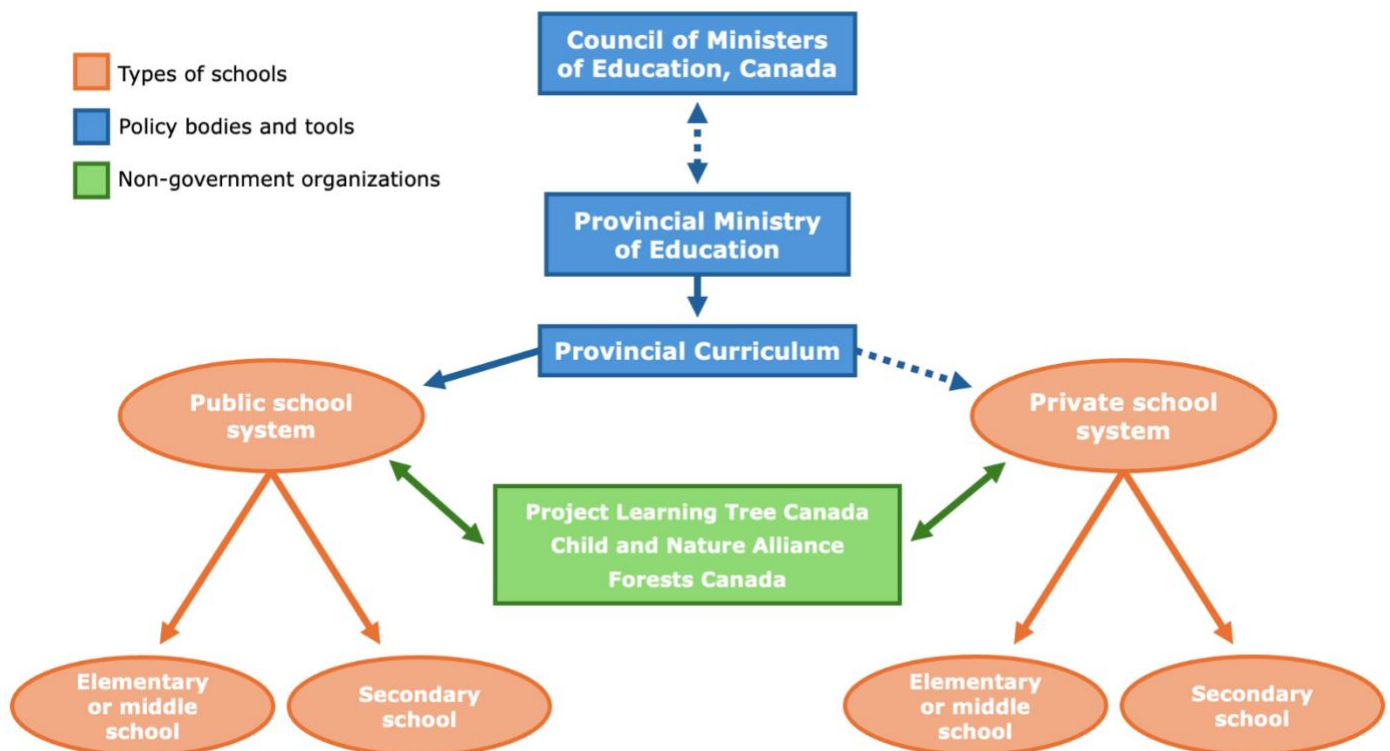 Council of Ministers
of Education, Canada
Types of schools
Policy bodies and tools
Non-government organizations
Provincial Ministry
of Education
Provincial Curriculum
Public school
system
Private school
system
Project Learning Tree Canada
Child and Nature Alliance
Forests Canada
Elementary
or middle
school
Secondary
school
Elementary
or middle
school
Secondary
school